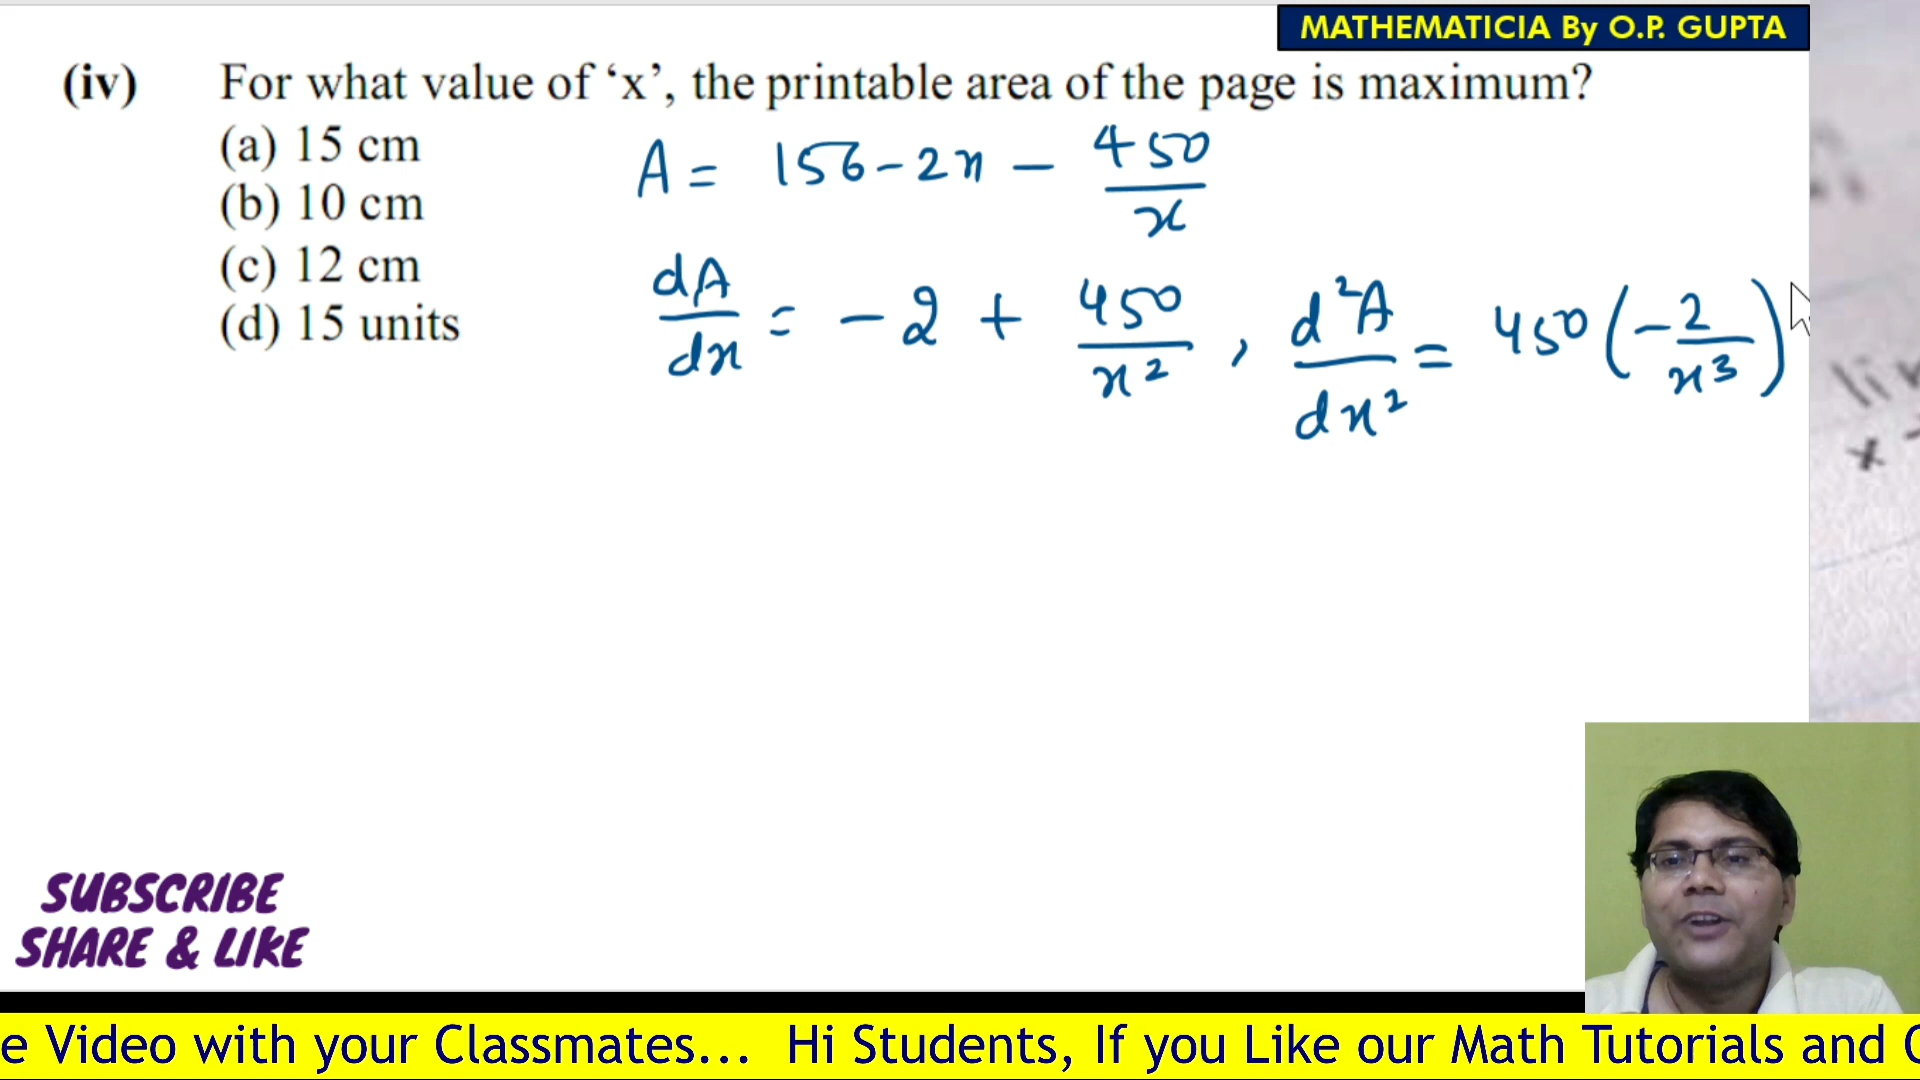 MATHEMATICIA By O.P. GUPTA
(iv) For what value of ‘x’, the printable area of the page is maximum?
(a) 15 cm
(b) 10 cm
(c) 12 cm
(d) 15 units
A = 156 - 2x - 450/x
dA/dx = -2 + 450/x², d²A/dx² = 450(-2/x³)
SUBSCRIBE
SHARE & LIKE
e Video with your Classmates... Hi Students, If you Like our Math Tutorials and